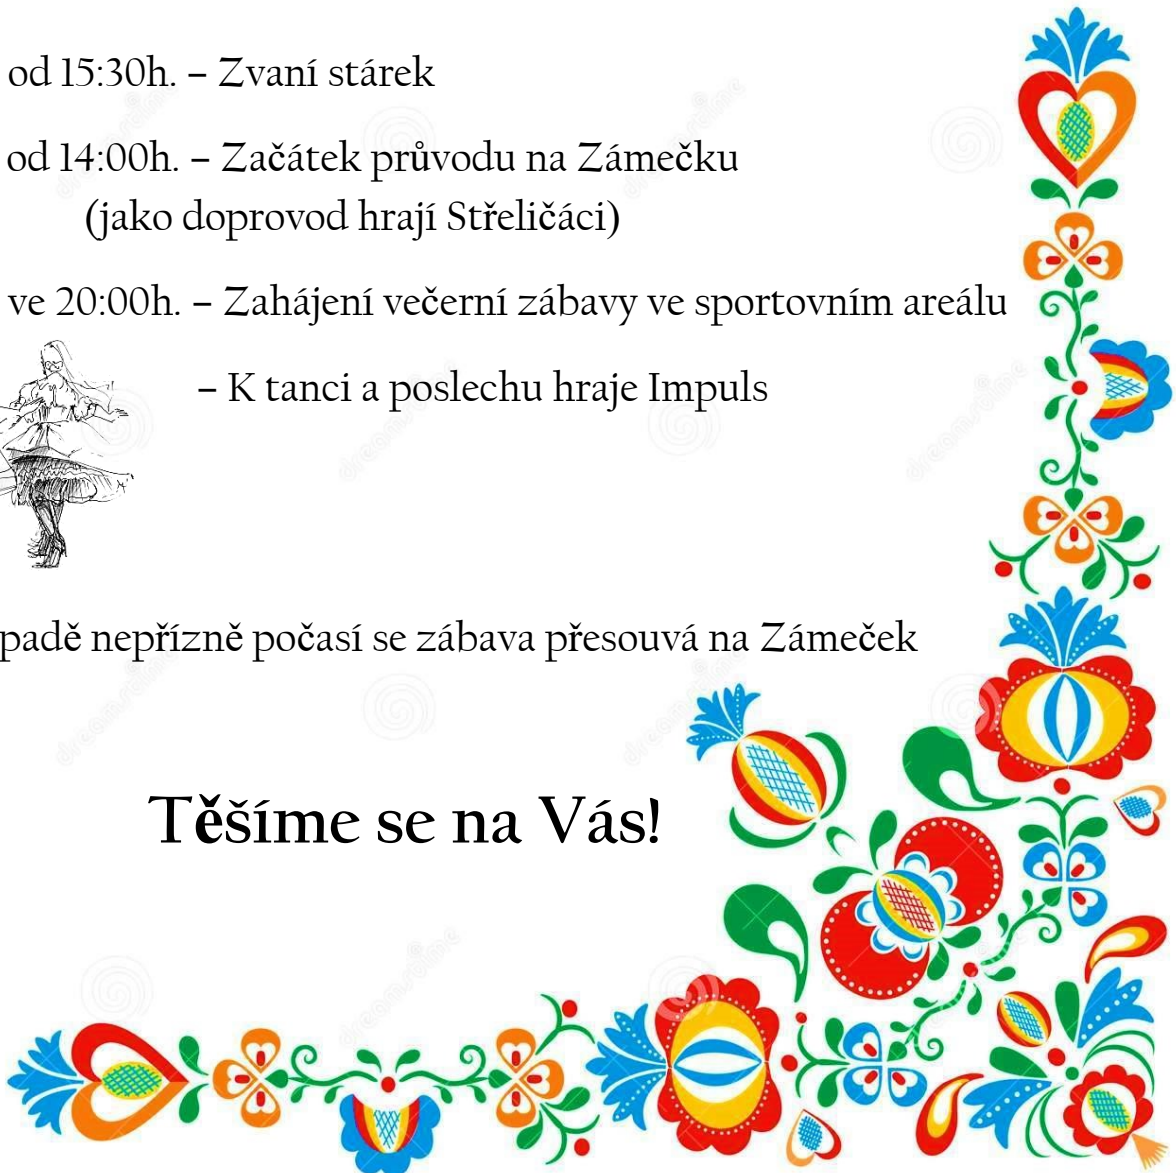 od 15:30h. – Zvaní stárek
od 14:00h. – Začátek průvodu na Zámečku
(jako doprovod hrají Střeličáci)
ve 20:00h. – Zahájení večerní zábavy ve sportovním areálu
– K tanci a poslechu hraje Impuls
padě nepřízně počasí se zábava přesouvá na Zámeček
Těšíme se na Vás!